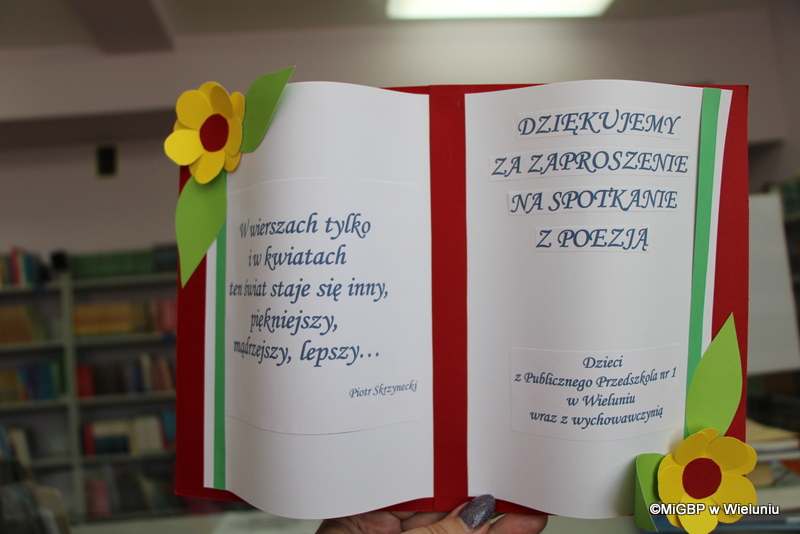 W wierszach tylko
i w kwiatach
ten świat staje się inny,
piękniejszy,
mądrzejszy, lepszy…
Piotr Skrzynecki
DZIĘKUJEMY
ZA ZAPROSZENIE
NA SPOTKANIE
Z POEZJĄ
Dzieci
z Publicznego Przedszkola nr 1
w Wieluniu
wraz z wychowawczynią
©MiGBP w Wieluniu